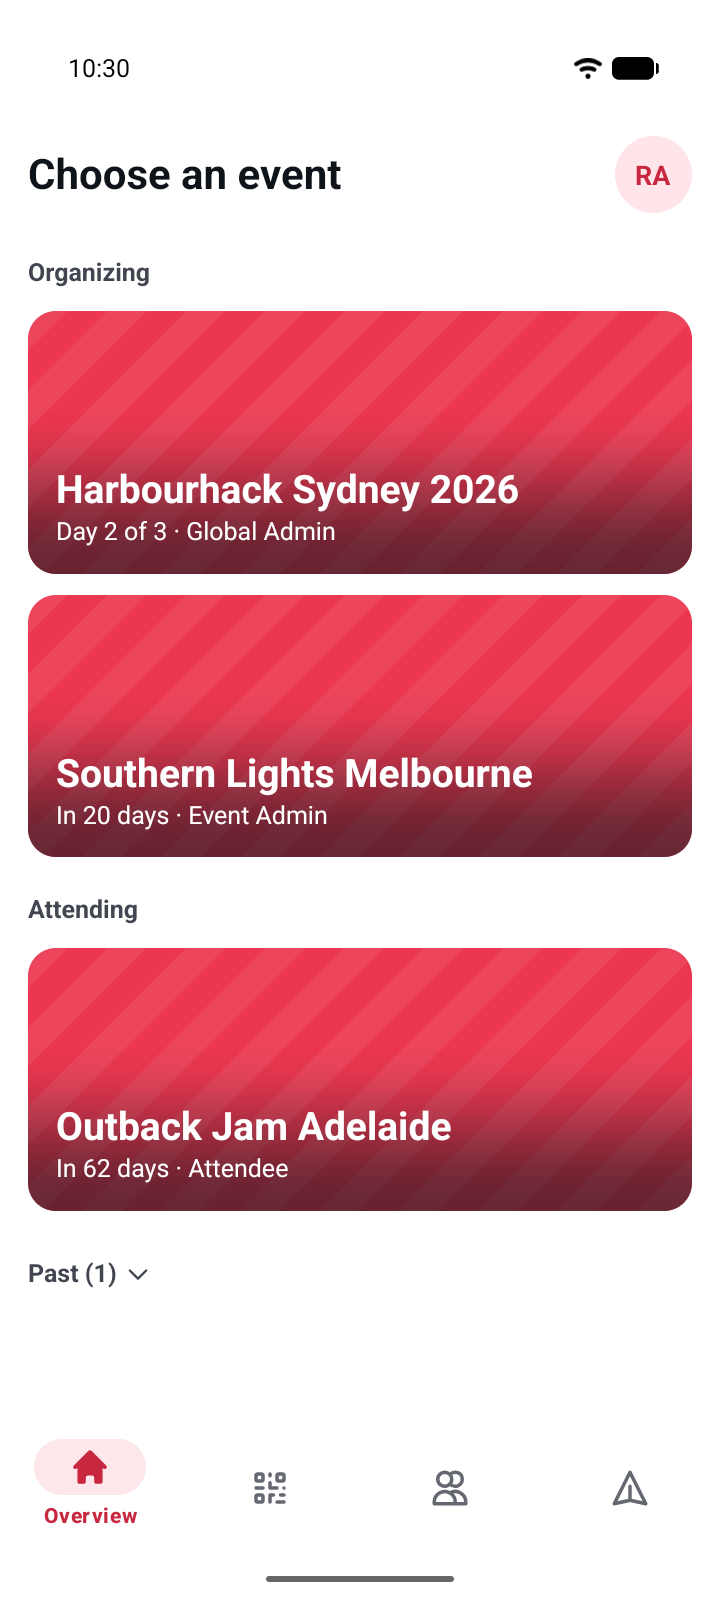 10:30
Choose an event
RA
Organizing
Harbourhack Sydney 2026
Day 2 of 3 · Global Admin
Southern Lights Melbourne
In 20 days · Event Admin
Attending
Outback Jam Adelaide
In 62 days · Attendee
Past (1)
Overview